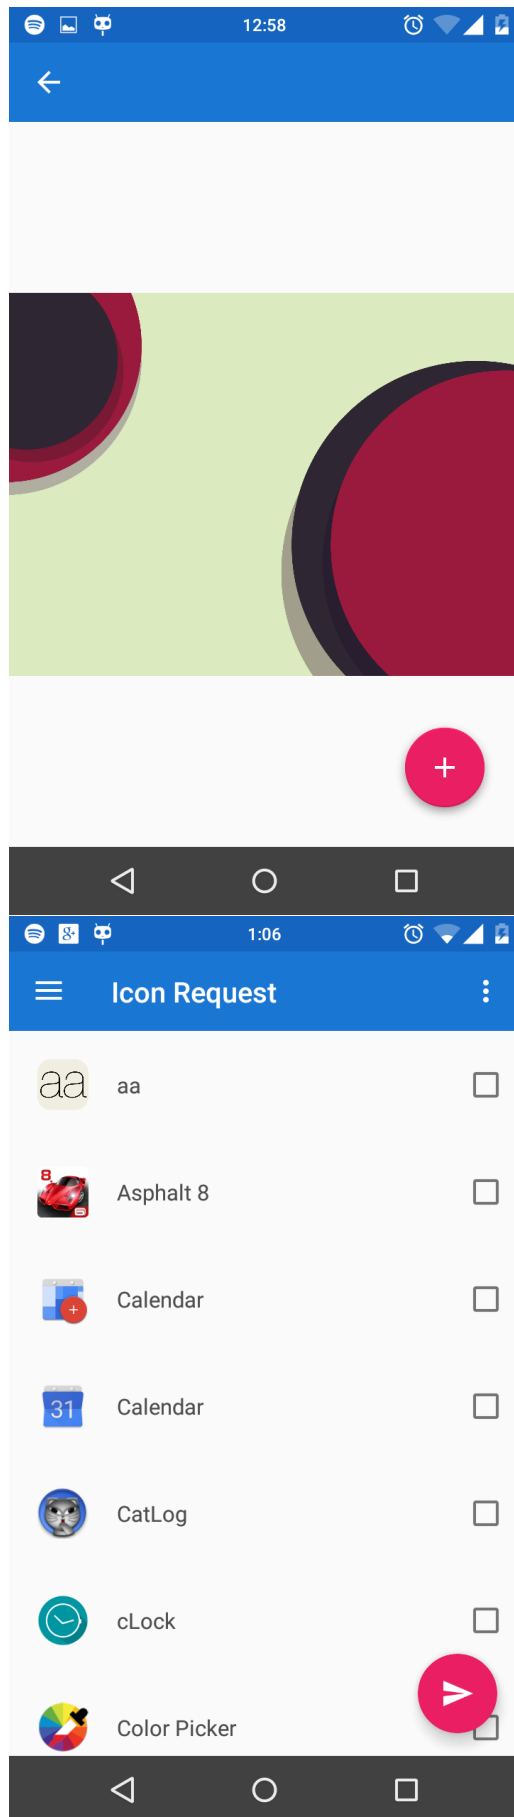 12:58
1:06
Icon Request
aa
aa
8
Asphalt 8
Calendar
31
Calendar
CatLog
cLock
Color Picker